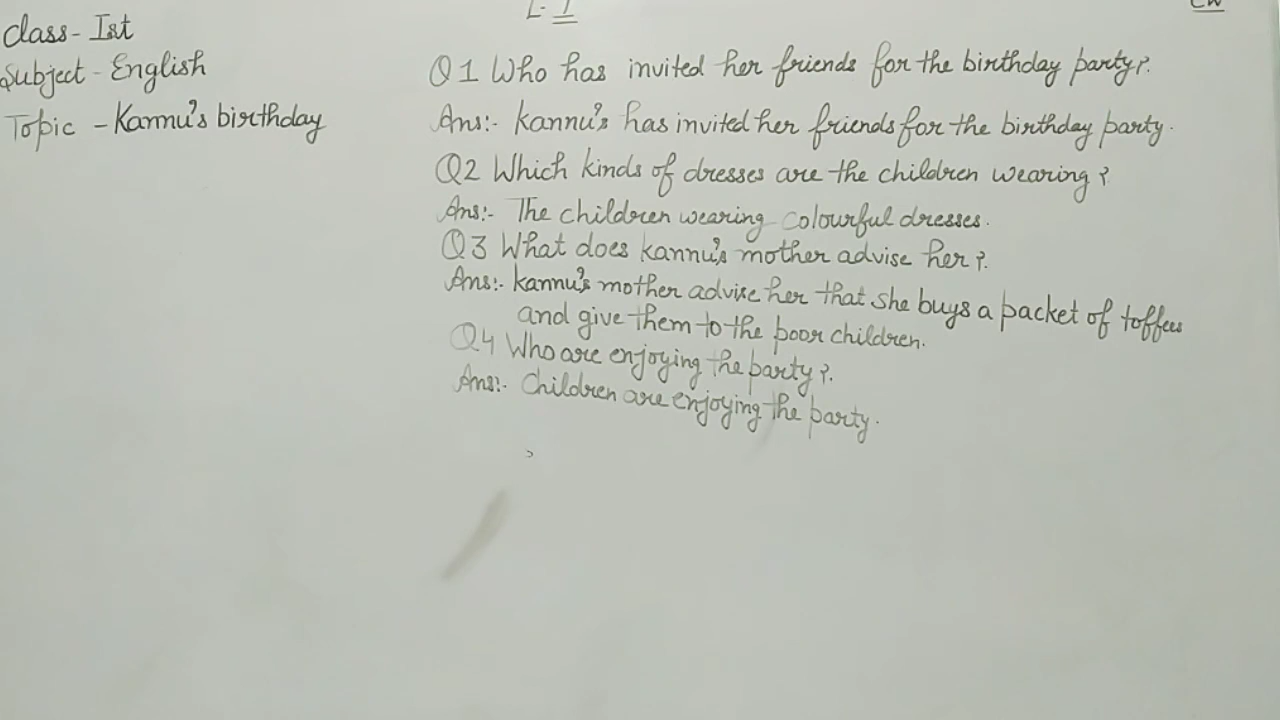 L-1
CW
Class- Ist
Subject - English
Topic - Kannu's birthday
Q1 Who has invited her friends for the birthday party?.
Ans:- Kannu's has invited her friends for the birthday party.
Q2 Which kinds of dresses are the children wearing?
Ans:- The children wearing colourful dresses.
Q3 What does kannu's mother advise her?.
Ans:- kannu's mother advise her that she buys a packet of toffees
and give them to the poor children.
Q4 Who are enjoying the party?.
Ans:- Children are enjoying the party.